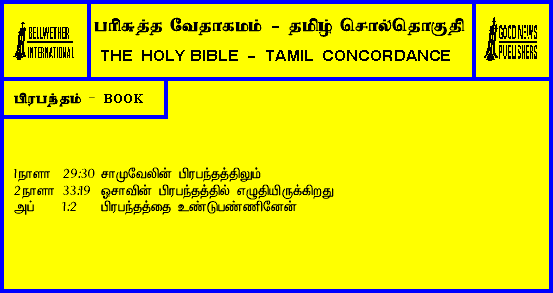 BELLWETHER
INTERNATIONAL
பரிசுத்த வேதாகமம் - தமிழ் சொல்தொகுதி
THE HOLY BIBLE - TAMIL CONCORDANCE
GOOD NEWS
PUBLISHERS
பிரபந்தம் - BOOK
1நாளா 29:30 சாமுவேலின் பிரபந்தத்திலும்
2நாளா 33:19 ஓசாவின் பிரபந்தத்தில் எழுதியிருக்கிறது
அப் 1:2 பிரபந்தத்தை உண்டுபண்ணினேன்